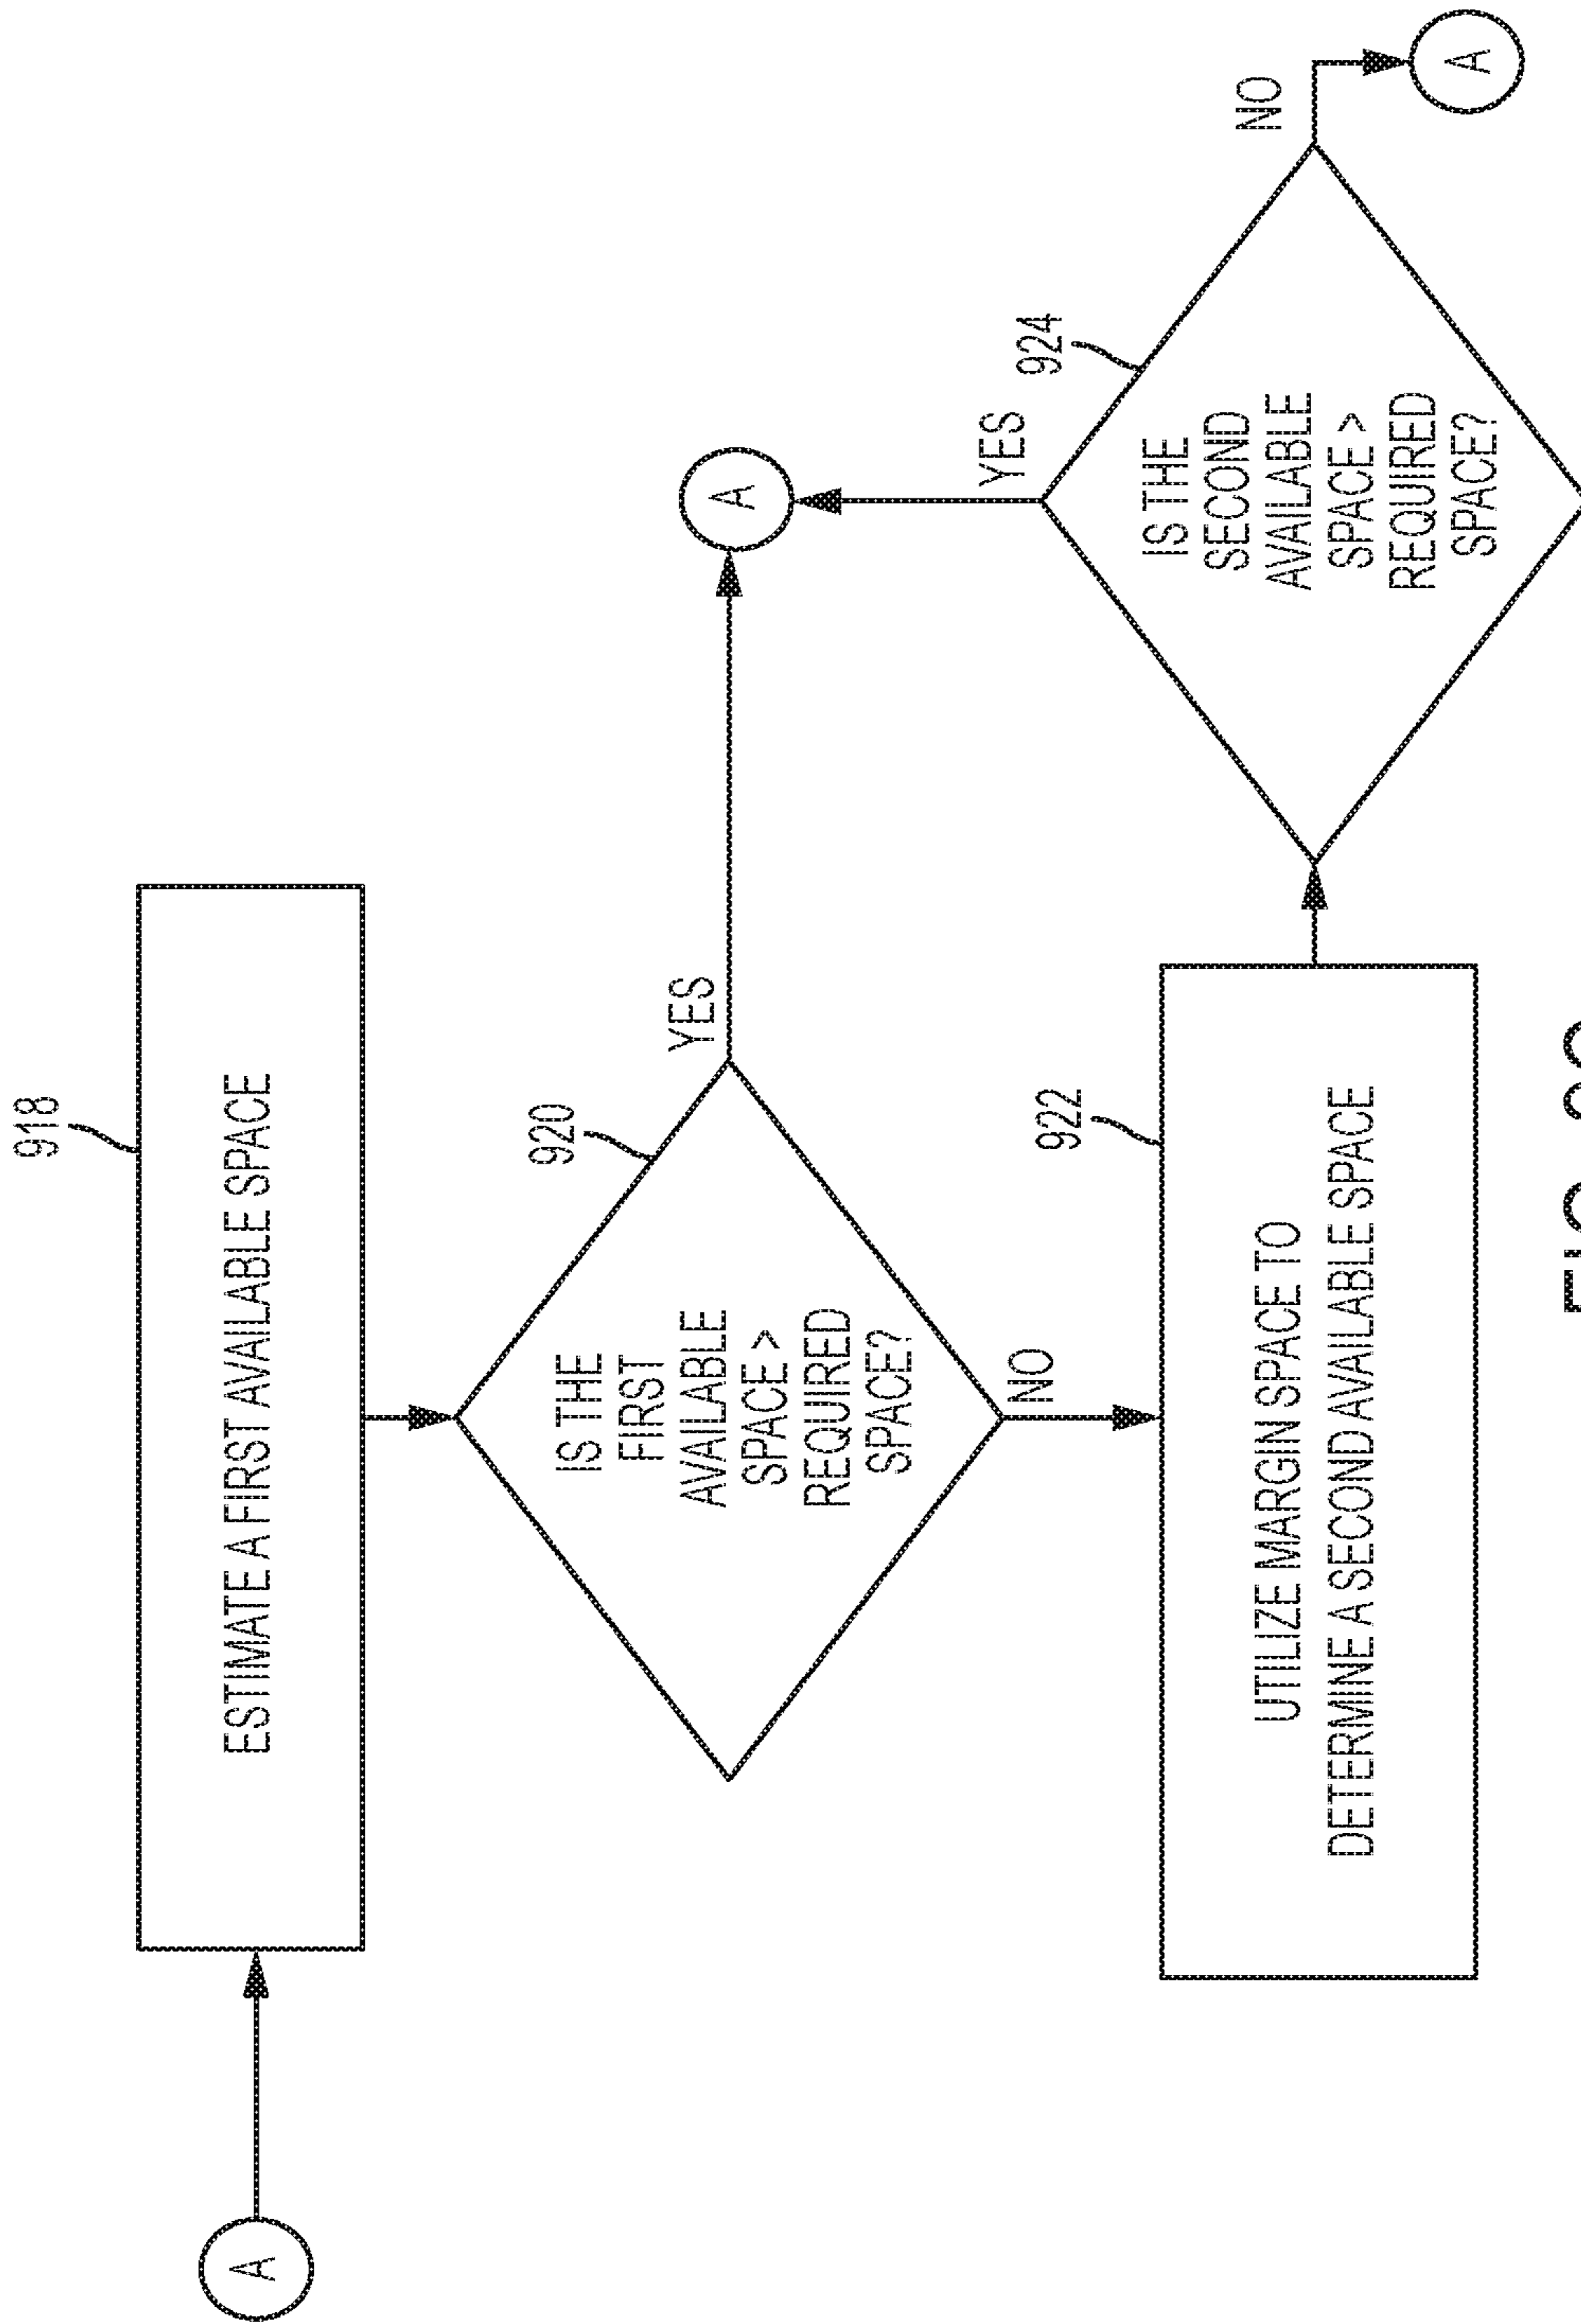 A
918
ESTIMATE A FIRST AVAILABLE SPACE
920
IS THE
FIRST
AVAILABLE
SPACE >
REQUIRED
SPACE?
YES
A
NO
922
UTILIZE MARGIN SPACE TO
DETERMINE A SECOND AVAILABLE SPACE
924
IS THE
SECOND
AVAILABLE
SPACE >
REQUIRED
SPACE?
YES
NO
A